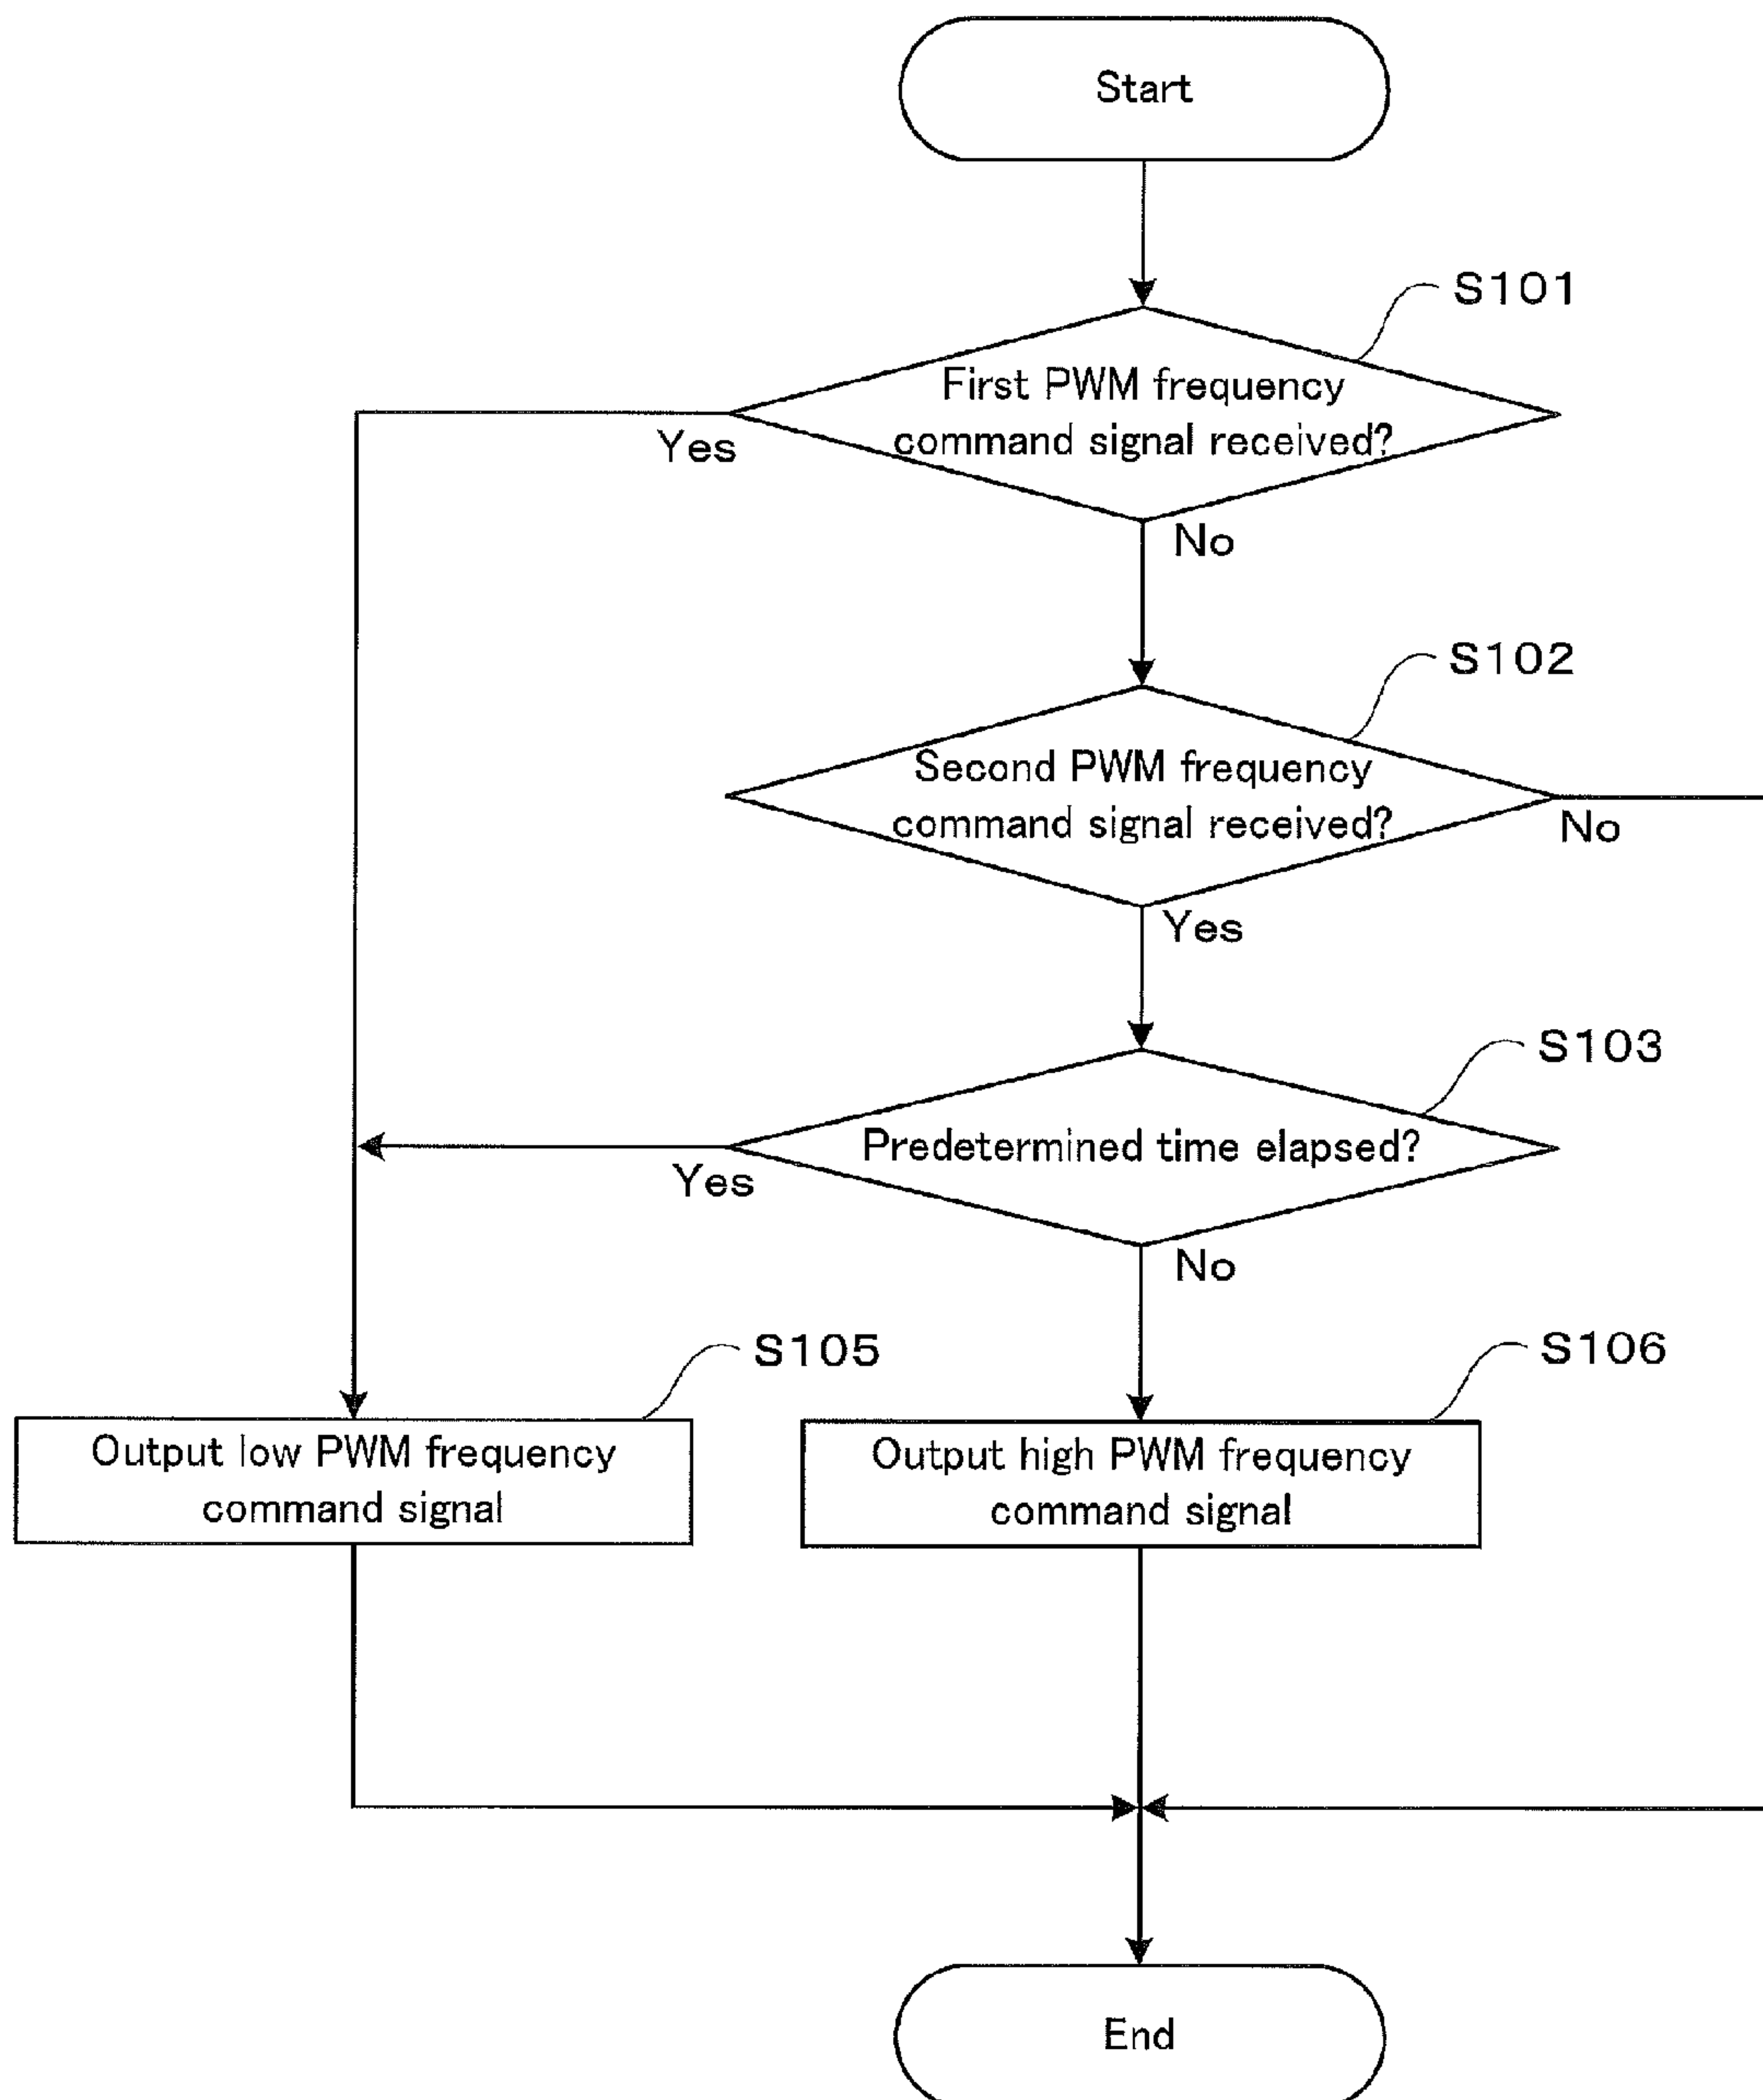 Start
S101
First PWM frequency
command signal received?
Yes
No
S102
Second PWM frequency
command signal received?
No
Yes
S103
Predetermined time elapsed?
Yes
No
S105
S106
Output low PWM frequency
command signal
Output high PWM frequency
command signal
End